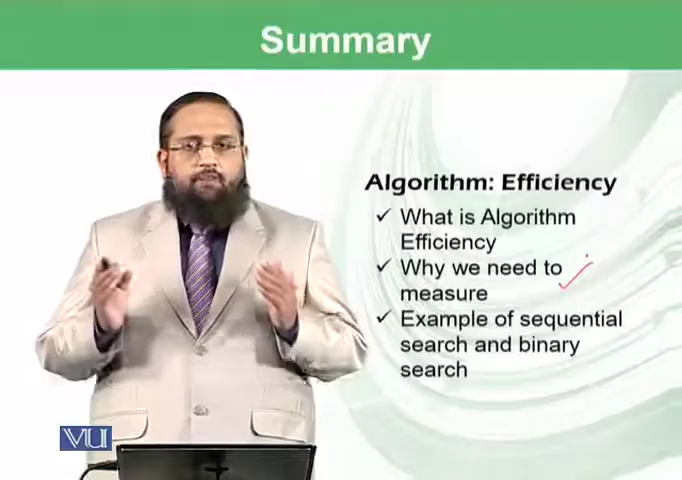 Summary
Algorithm: Efficiency
What is Algorithm
Efficiency
Why we need to
measure
Example of sequential
search and binary
search
VU